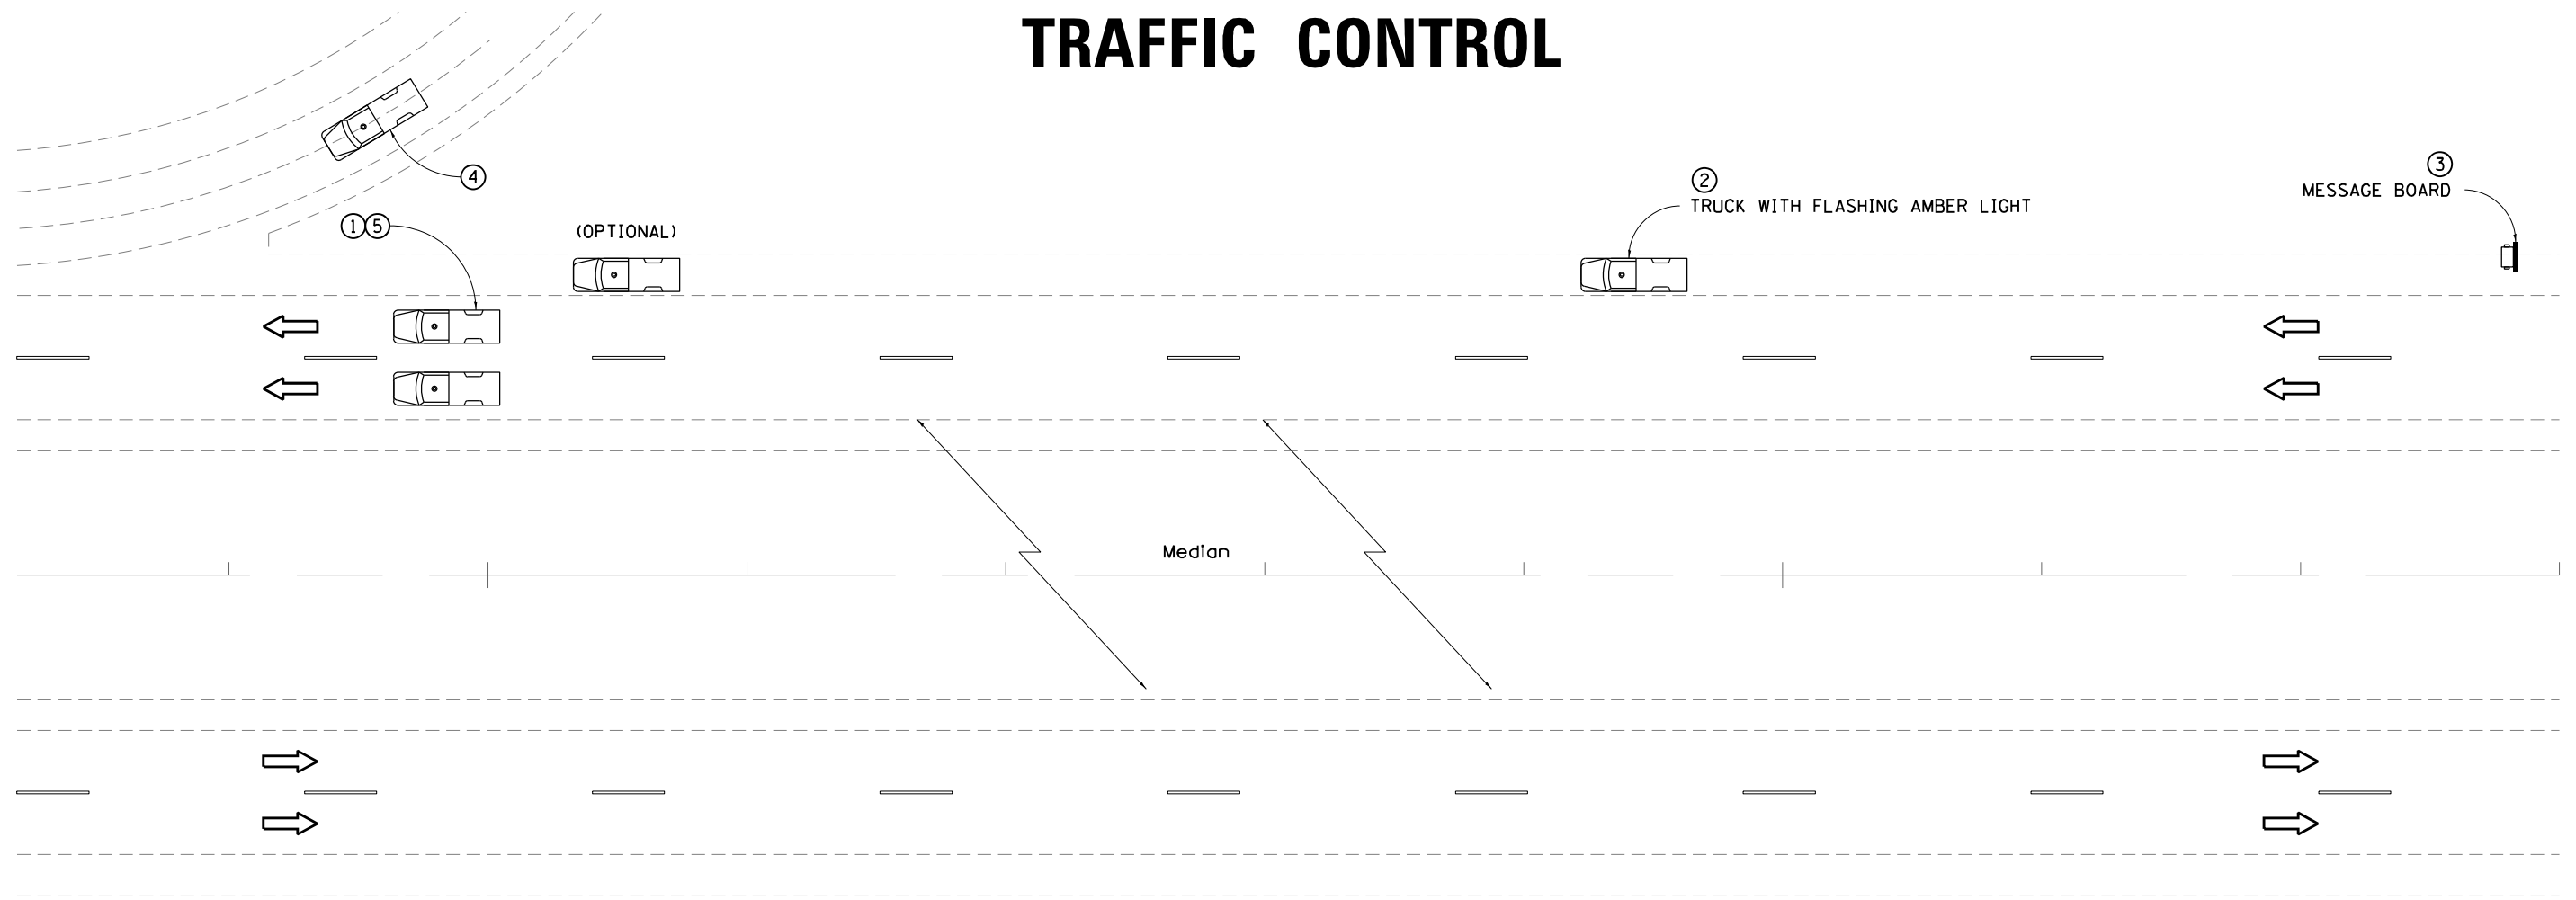 TRAFFIC CONTROL
4
2
TRUCK WITH FLASHING AMBER LIGHT
3
MESSAGE BOARD
1 5
(OPTIONAL)
Median